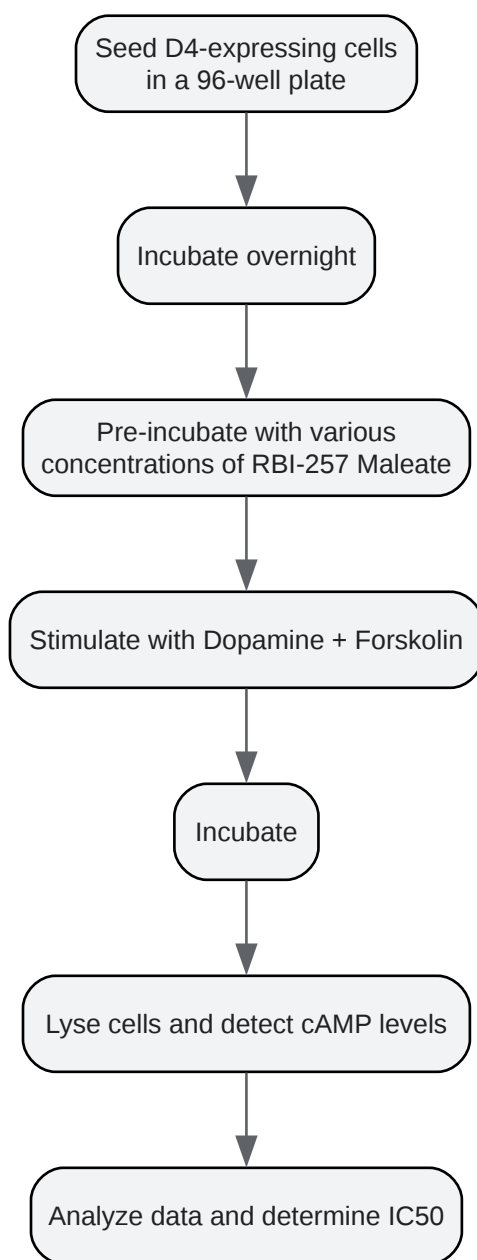 Seed D4-expressing cells
in a 96-well plate
Incubate overnight
Pre-incubate with various
concentrations of RBI-257 Maleate
Stimulate with Dopamine + Forskolin
Incubate
Lyse cells and detect cAMP levels
Analyze data and determine IC50